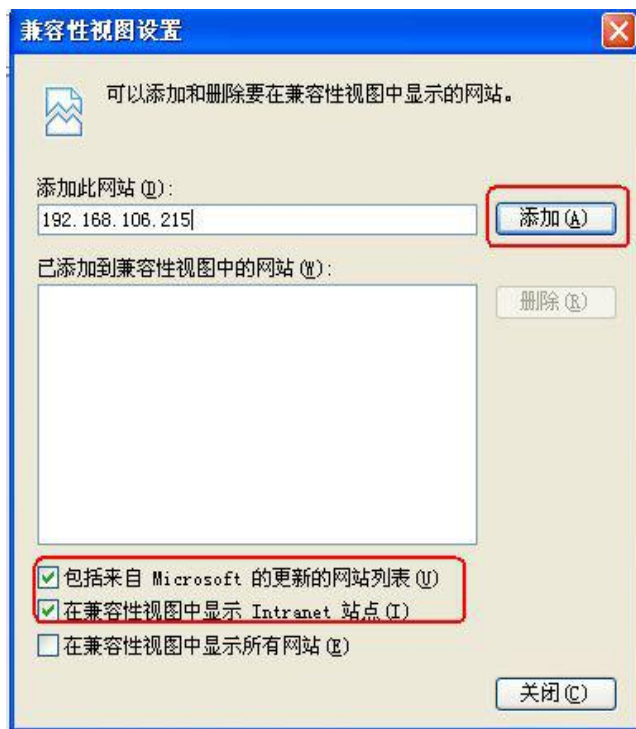 兼容性视图设置
可以添加和删除要在兼容性视图中显示的网站。
添加此网站(D):
192.168.106.215
添加(A)
已添加到兼容性视图中的网站(W):
删除(R)
包括来自 Microsoft 的更新的网站列表(U)
在兼容性视图中显示 Intranet 站点(I)
在兼容性视图中显示所有网站(E)
关闭(C)